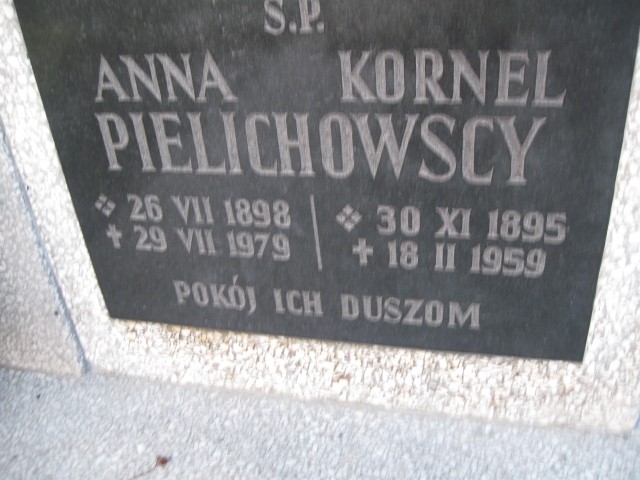 Ś.P.
ANNA KORNEL
PIELICHOWSCY
26 VII 1898 30 XI 1895
29 VII 1979 18 II 1959
POKÓJ ICH DUSZOM